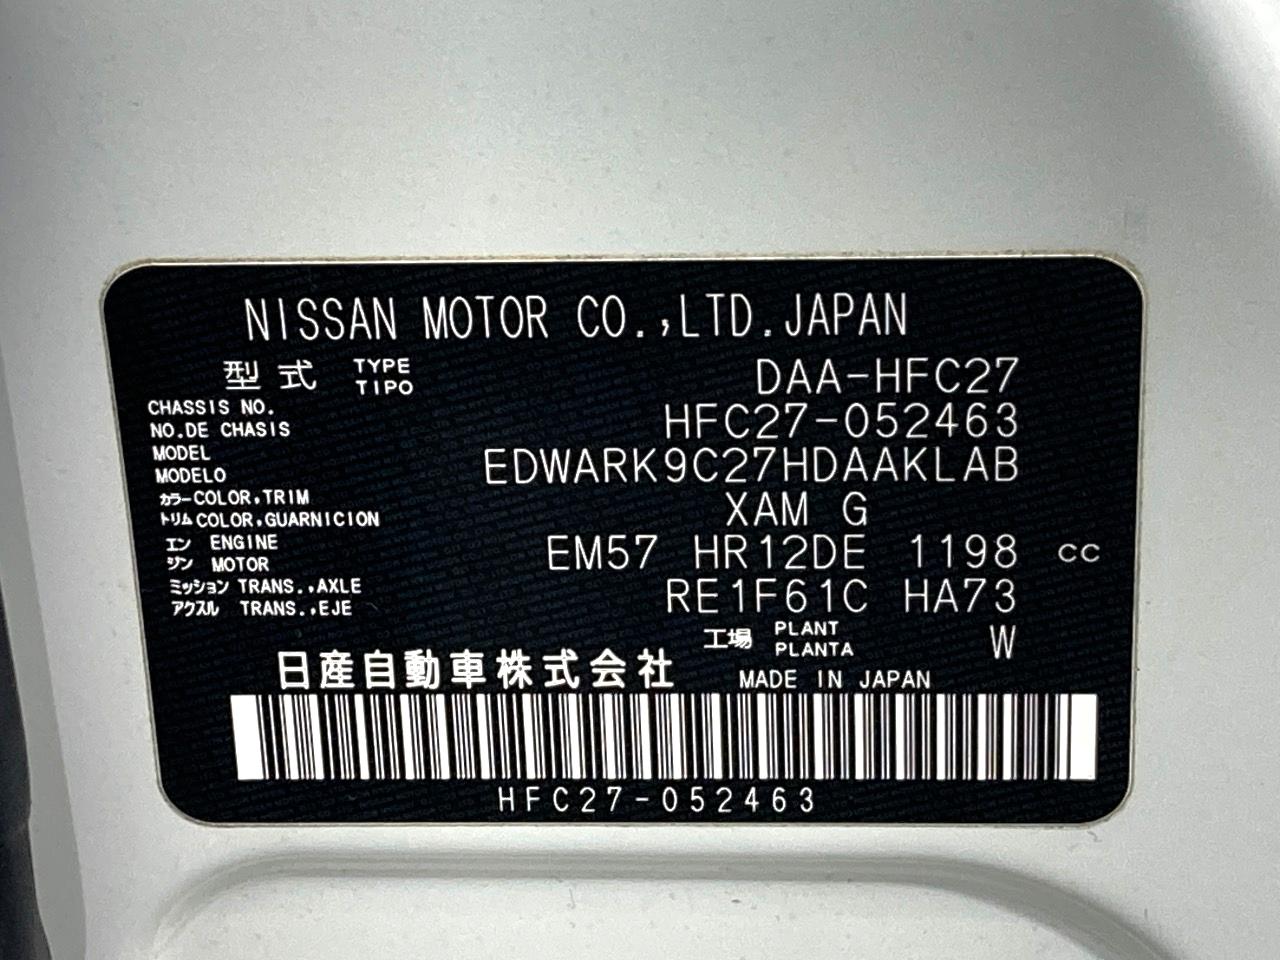 NISSAN MOTOR CO.,LTD.JAPAN
型式 TYPE TIPO DAA-HFC27
CHASSIS NO.
NO.DE CHASIS HFC27-052463
MODEL
MODELO EDWARK9C27HDAAKLAB
カラー COLOR,TRIM
トリム COLOR,GUARNICION XAM G
エン ENGINE
ジン MOTOR EM57 HR12DE 1198 CC
ミッション TRANS.,AXLE
アクスル TRANS.,EJE RE1F61C HA73
工場 PLANT PLANTA W
日産自動車株式会社 MADE IN JAPAN
HFC27-052463